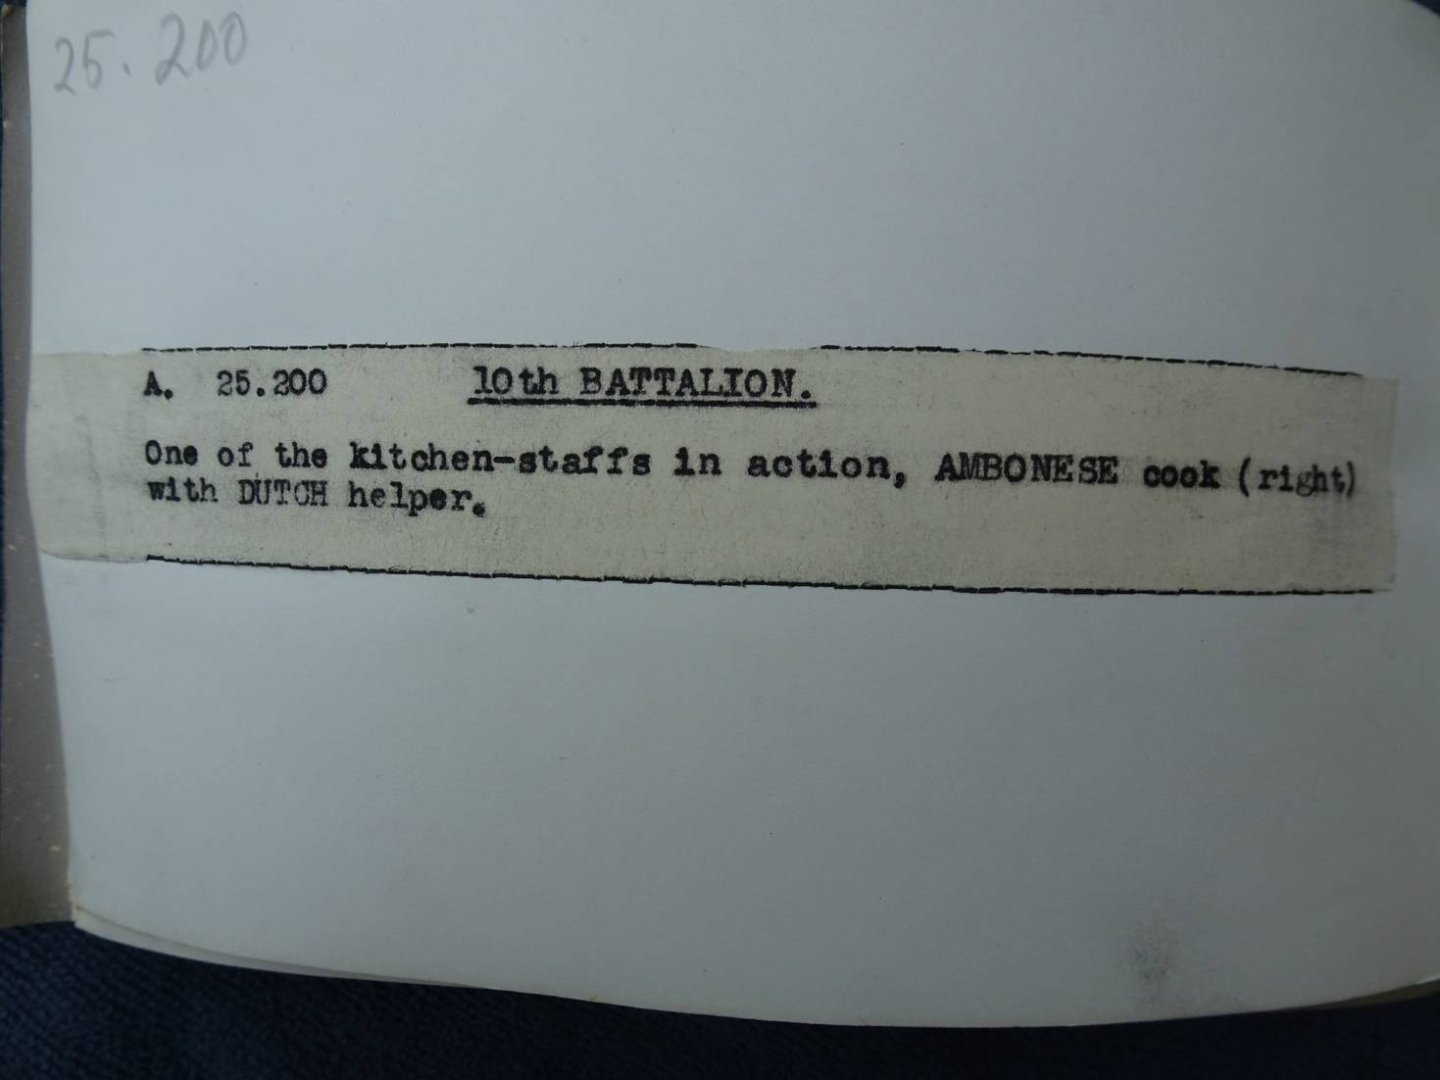 25.200
A. 25.200 10th BATTALION.
One of the kitchen-staffs in action, AMBONESE cook (right)
with DUTCH helper.